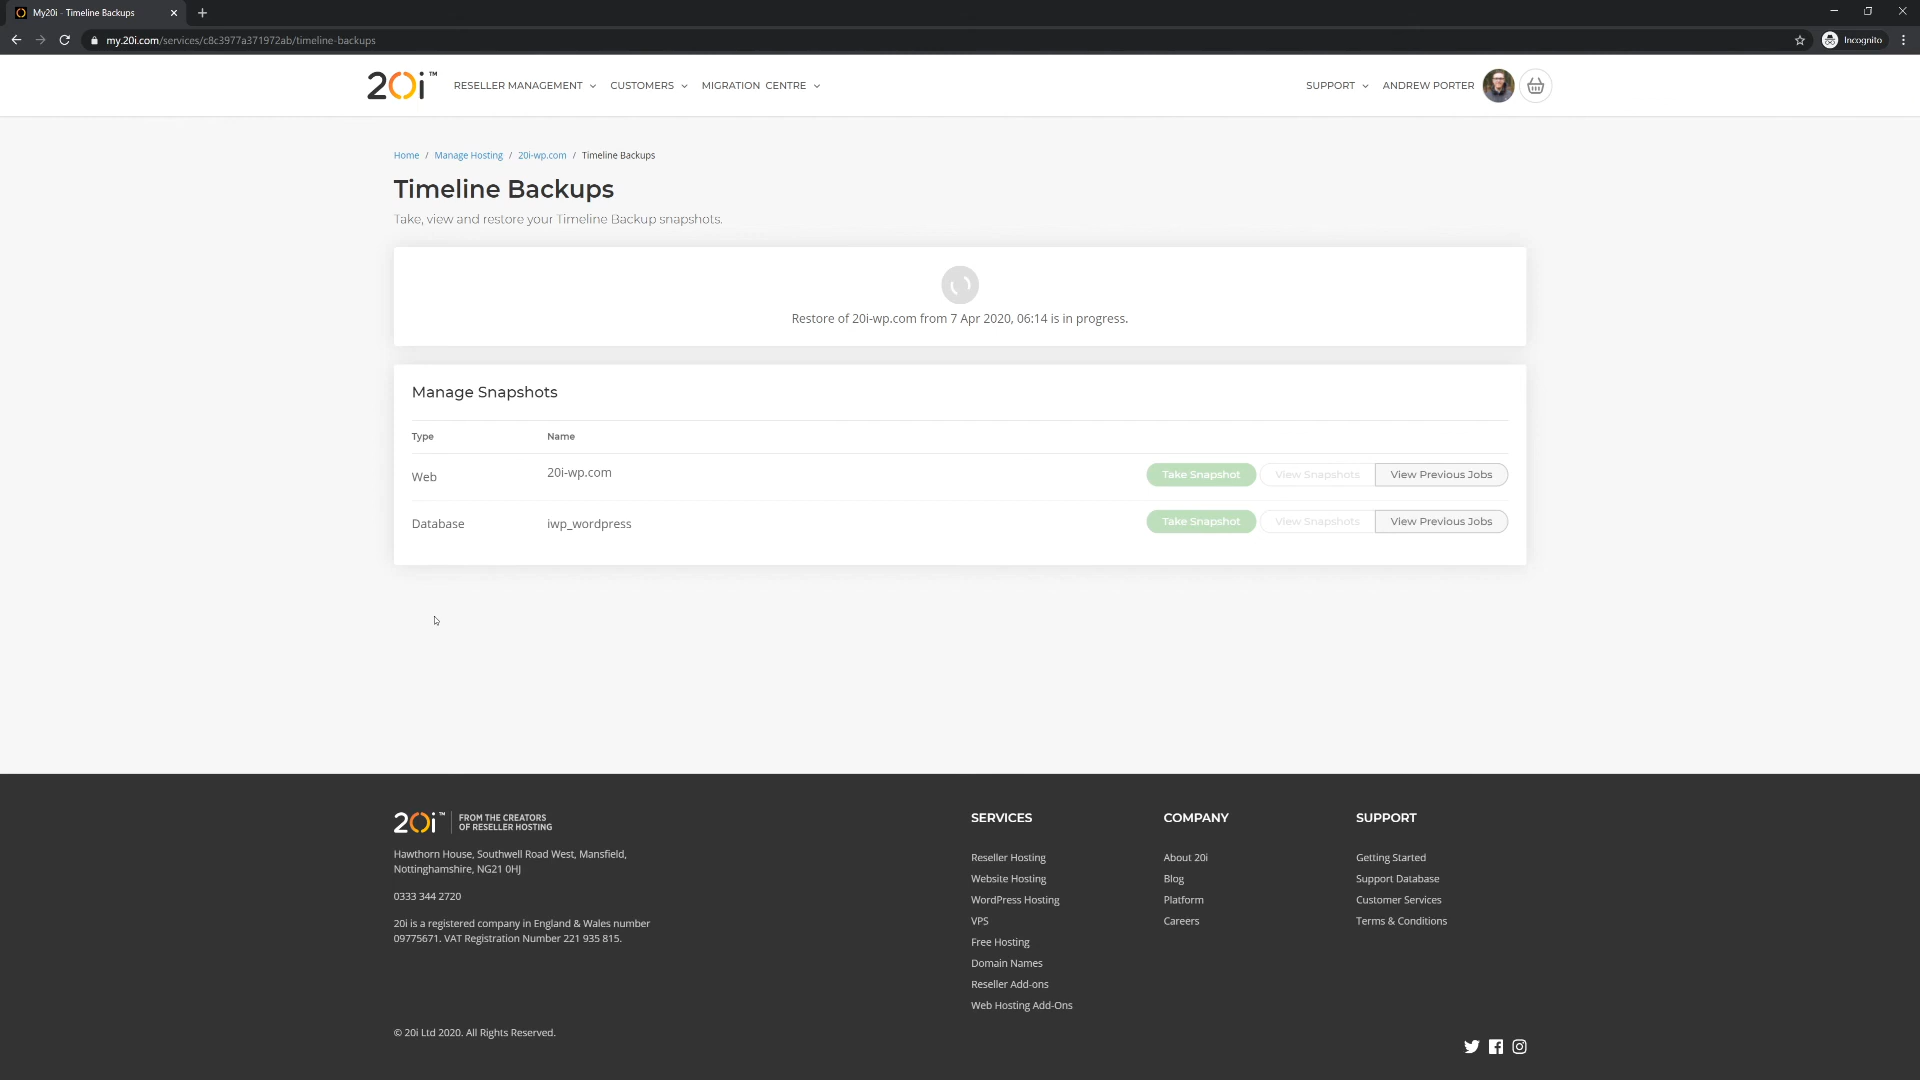 My20i - Timeline Backups
my.20i.com/services/c8c3977a371972ab/timeline-backups
Incognito
20i™
RESELLER MANAGEMENT
CUSTOMERS
MIGRATION CENTRE
SUPPORT
ANDREW PORTER
Home / Manage Hosting / 20i-wp.com / Timeline Backups
Timeline Backups
Take, view and restore your Timeline Backup snapshots.
Restore of 20i-wp.com from 7 Apr 2020, 06:14 is in progress.
Manage Snapshots
Type Name
Web 20i-wp.com Take Snapshot View Snapshots View Previous Jobs
Database iwp_wordpress Take Snapshot View Snapshots View Previous Jobs
20i™ FROM THE CREATORS
OF RESELLER HOSTING
Hawthorn House, Southwell Road West, Mansfield,
Nottinghamshire, NG21 0HJ
0333 344 2720
20i is a registered company in England & Wales number
09775671. VAT Registration Number 221 935 815.
© 20i Ltd 2020. All Rights Reserved.
SERVICES
Reseller Hosting
Website Hosting
WordPress Hosting
VPS
Free Hosting
Domain Names
Reseller Add-ons
Web Hosting Add-Ons
COMPANY
About 20i
Blog
Platform
Careers
SUPPORT
Getting Started
Support Database
Customer Services
Terms & Conditions